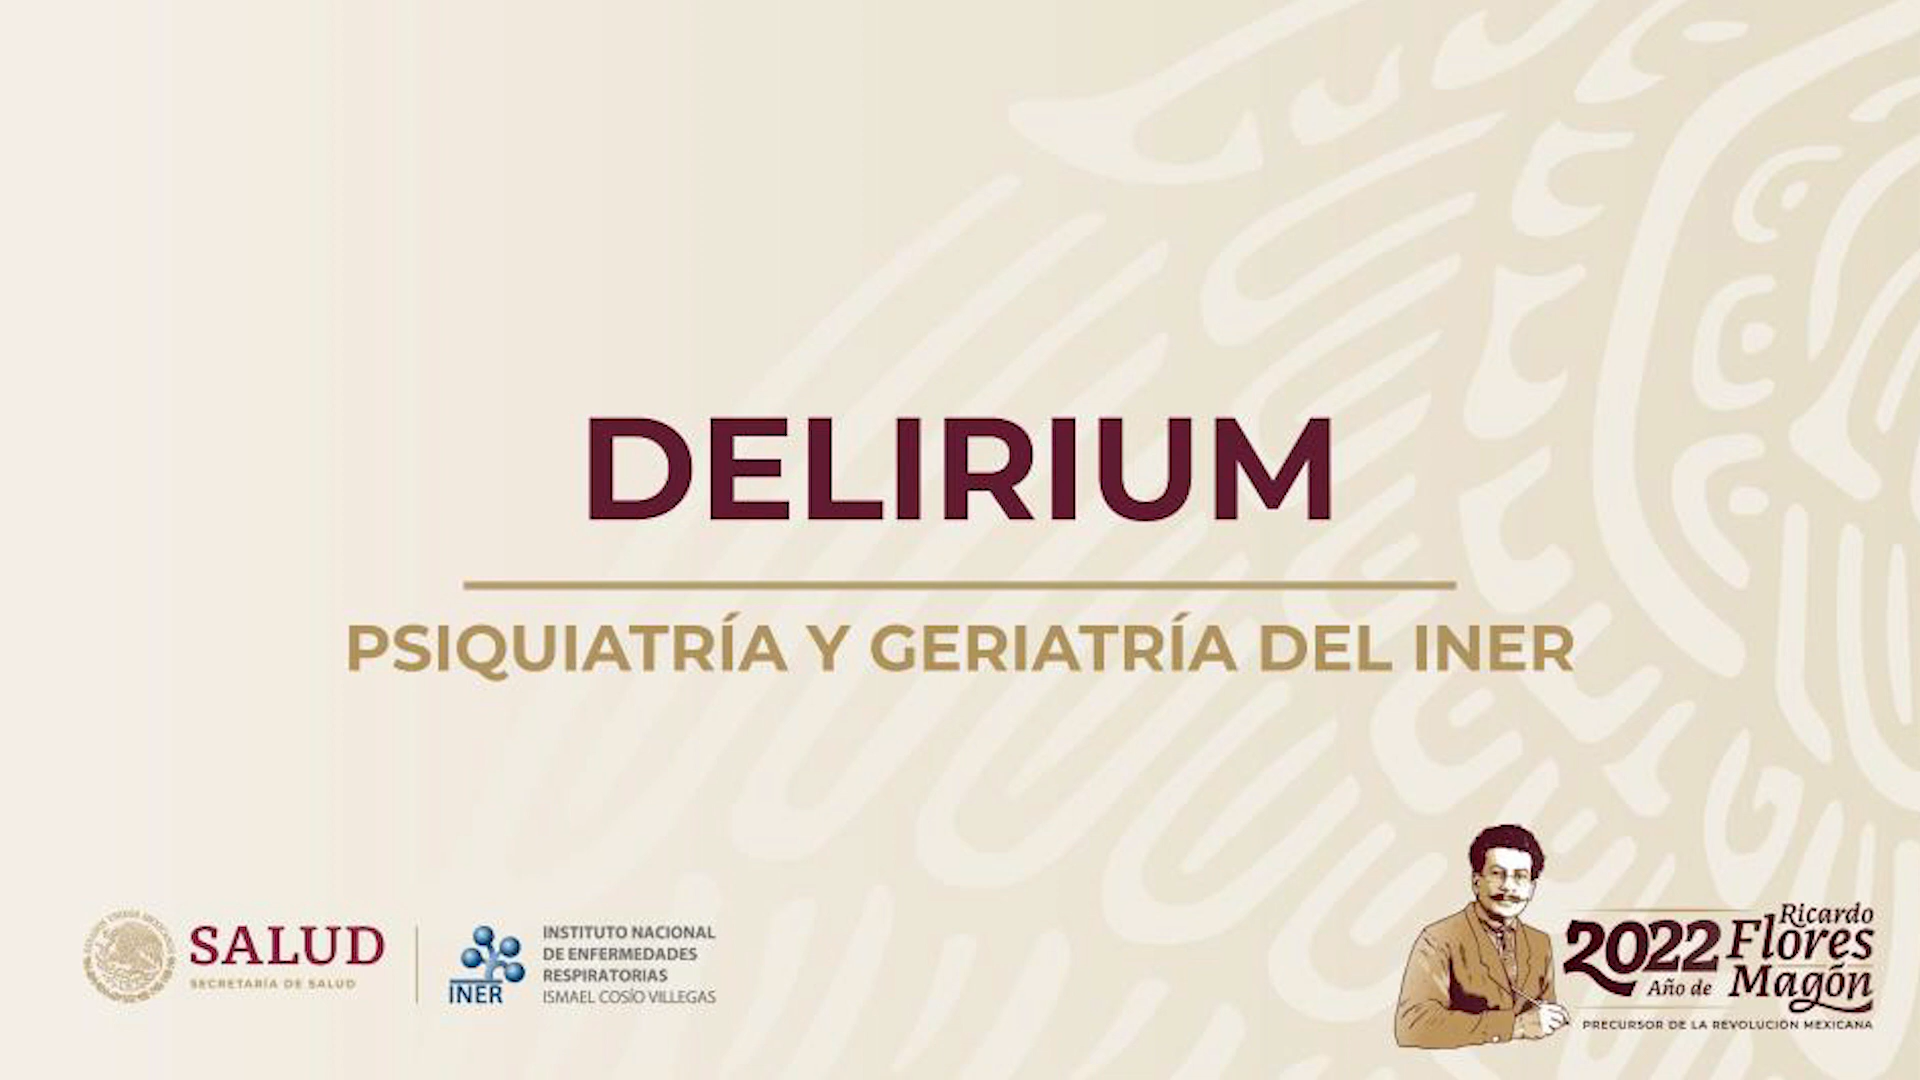 DELIRIUM
PSIQUIATRÍA Y GERIATRÍA DEL INER
SALUD
SECRETARÍA DE SALUD
INER
INSTITUTO NACIONAL
DE ENFERMEDADES
RESPIRATORIAS
ISMAEL COSÍO VILLEGAS
2022
Año de
Ricardo
Flores
Magón
PRECURSOR DE LA REVOLUCIÓN MEXICANA